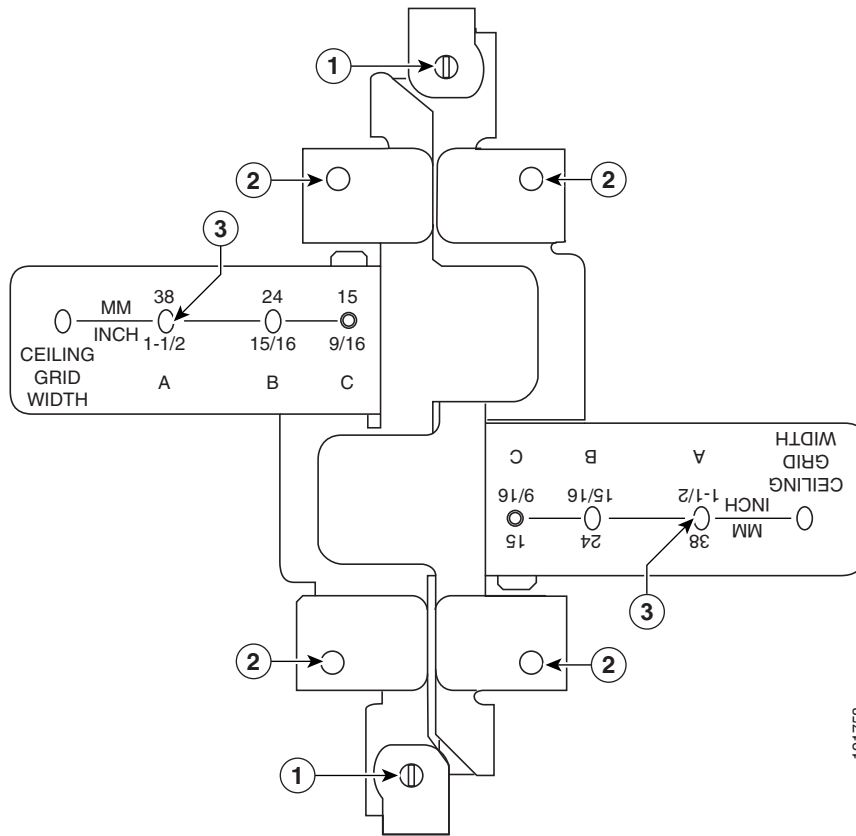 1
2
2
3
38
24
15
MM
INCH
1-1/2
15/16
9/16
CEILING
GRID
WIDTH
A
B
C
CEILING
GRID
WIDTH
A
B
C
1-1/2
15/16
9/16
INCH
MM
38
24
15
3
2
2
1